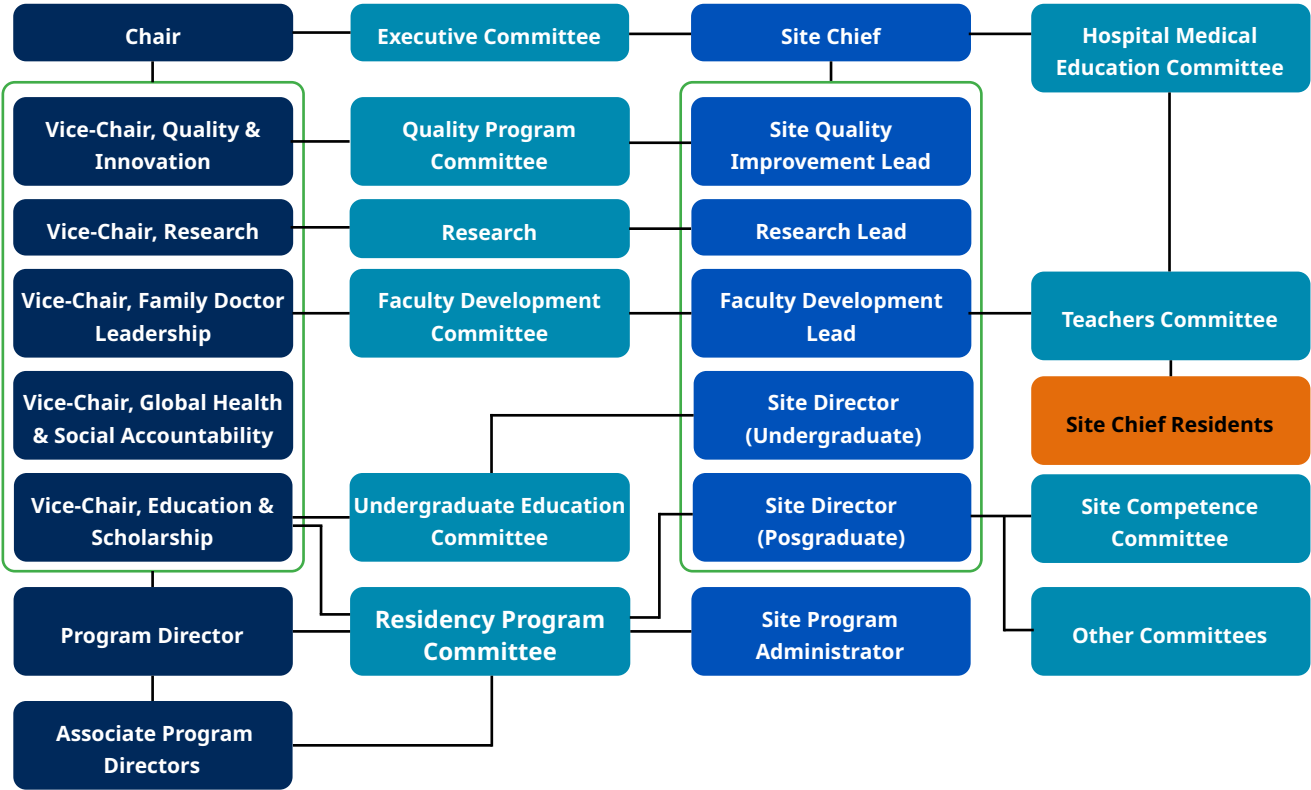 Chair
Executive Committee
Site Chief
Hospital Medical
Education Committee
Vice-Chair, Quality &
Innovation
Quality Program
Committee
Site Quality
Improvement Lead
Vice-Chair, Research
Research
Research Lead
Vice-Chair, Family Doctor
Leadership
Faculty Development
Committee
Faculty Development
Lead
Teachers Committee
Vice-Chair, Global Health
& Social Accountability
Site Director
(Undergraduate)
Site Chief Residents
Vice-Chair, Education &
Scholarship
Undergraduate Education
Committee
Site Director
(Posgraduate)
Site Competence
Committee
Program Director
Residency Program
Committee
Site Program
Administrator
Other Committees
Associate Program
Directors